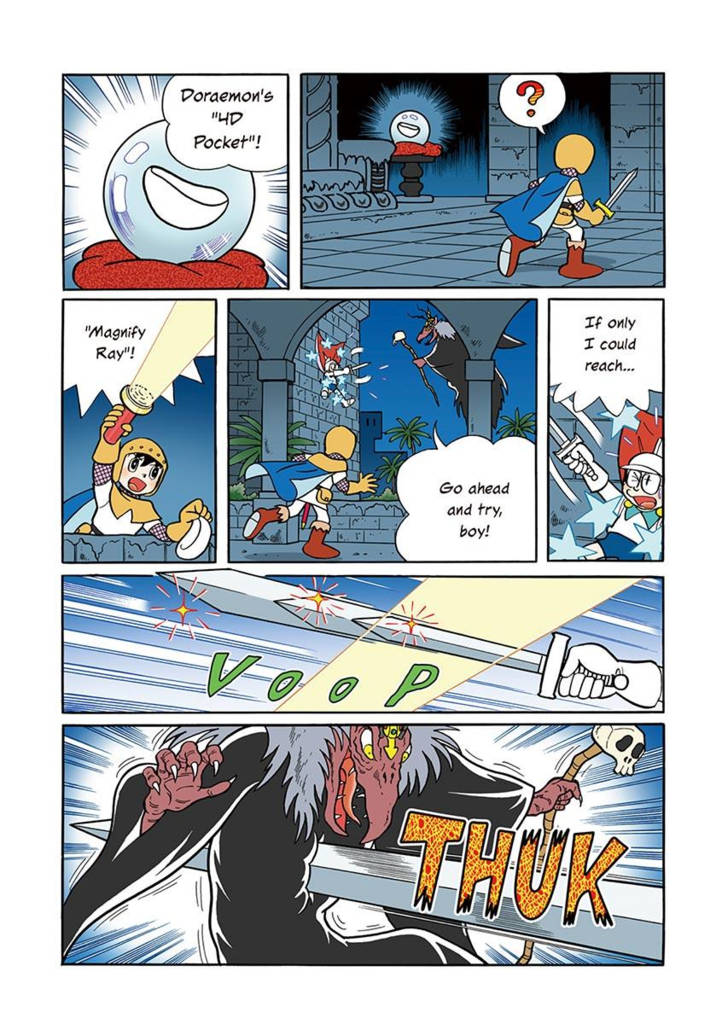 Doraemon's
"4D
Pocket"!
?
"Magnify
Ray"!
Go ahead
and try,
boy!
If only
I could
reach...
VOOP
THUK